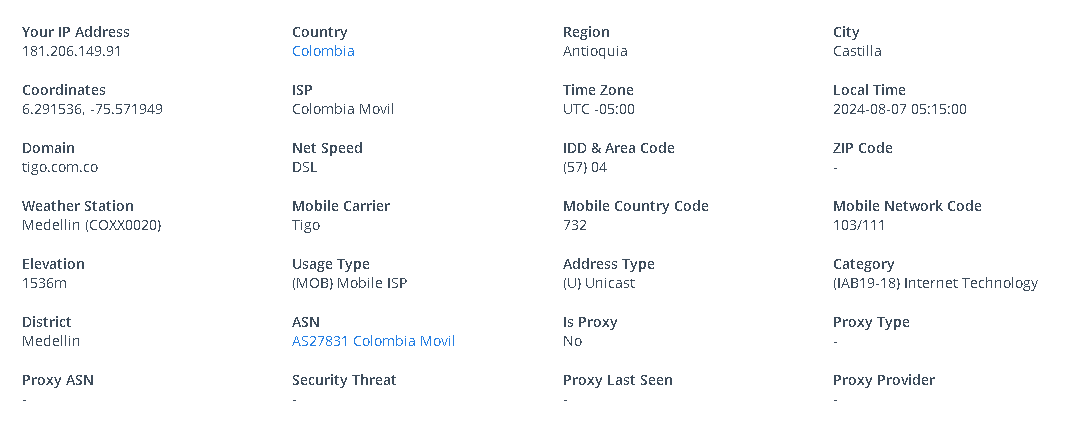 Your IP Address Country Region City
181.206.149.91 Colombia Antioquia Castilla
Coordinates ISP Time Zone Local Time
6.291536, -75.571949 Colombia Movil UTC -05:00 2024-08-07 05:15:00
Domain Net Speed IDD & Area Code ZIP Code
tigo.com.co DSL (57) 04 -
Weather Station Mobile Carrier Mobile Country Code Mobile Network Code
Medellin (COXX0020) Tigo 732 103/111
Elevation Usage Type Address Type Category
1536m (MOB) Mobile ISP (U) Unicast (IAB19-18) Internet Technology
District ASN Is Proxy Proxy Type
Medellin AS27831 Colombia Movil No -
Proxy ASN Security Threat Proxy Last Seen Proxy Provider
- - - -